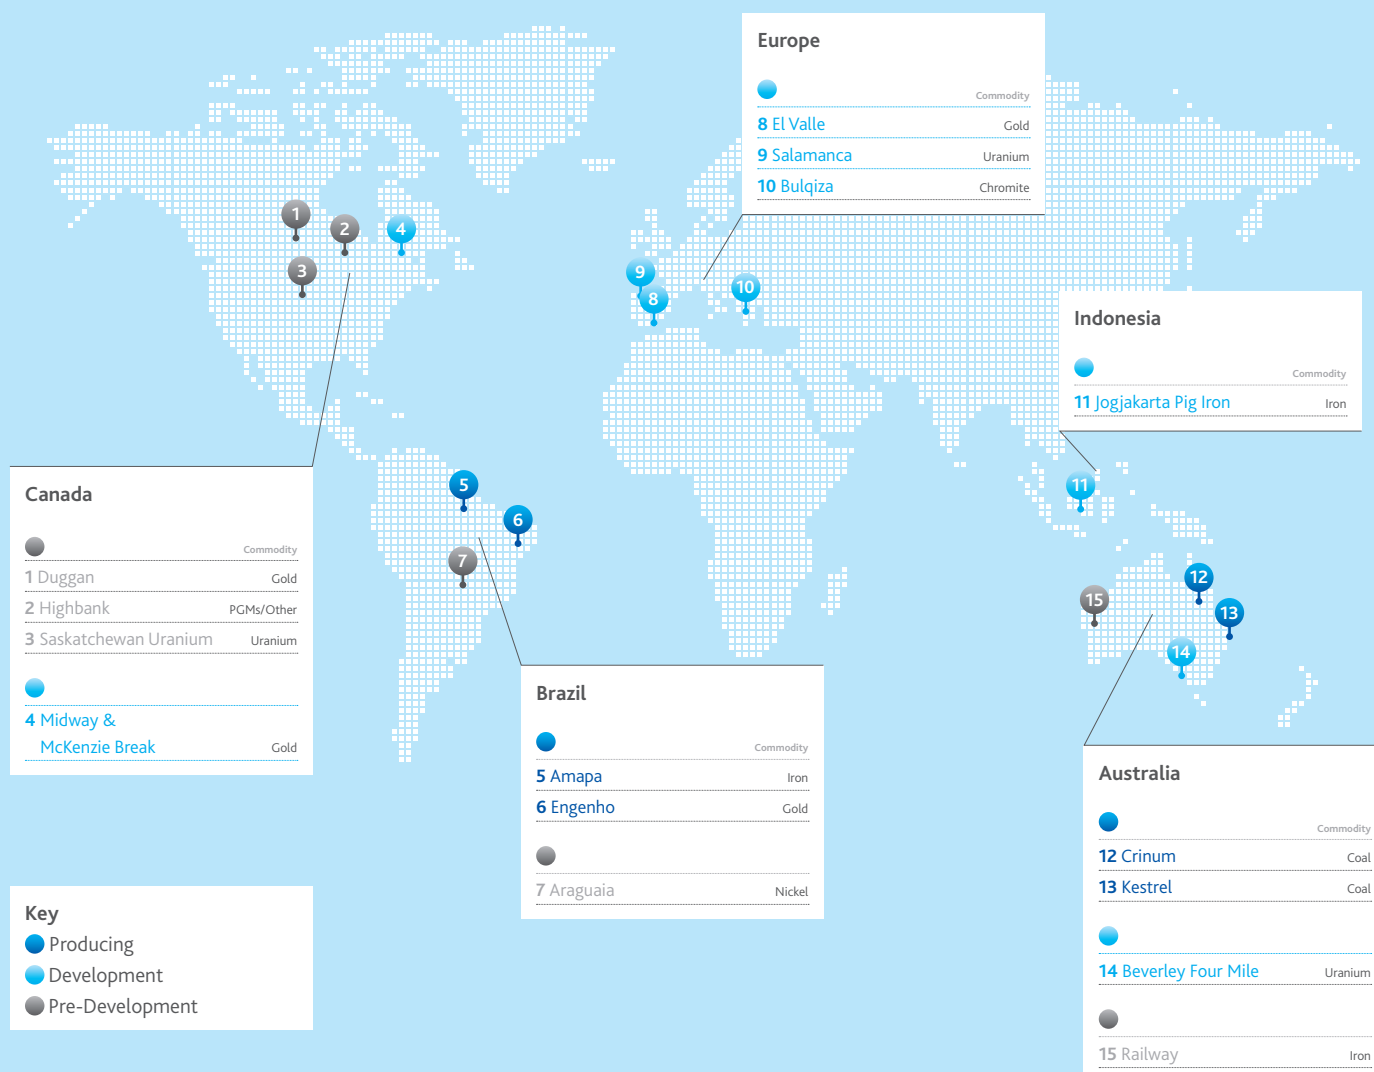 Europe
Commodity
8 El Valle Gold
9 Salamanca Uranium
10 Bulqiza Chromite
1
2
4
3
9
8
10
Indonesia
Commodity
11 Jogjakarta Pig Iron Iron
Canada
Commodity
1 Duggan Gold
2 Highbank PGMs/Other
3 Saskatchewan Uranium Uranium
4 Midway &
McKenzie Break Gold
5
6
7
11
12
13
14
15
Brazil
Commodity
5 Amapa Iron
6 Engenho Gold
7 Araguaia Nickel
Australia
Commodity
12 Crinum Coal
13 Kestrel Coal
14 Beverley Four Mile Uranium
15 Railway Iron
Key
Producing
Development
Pre-Development